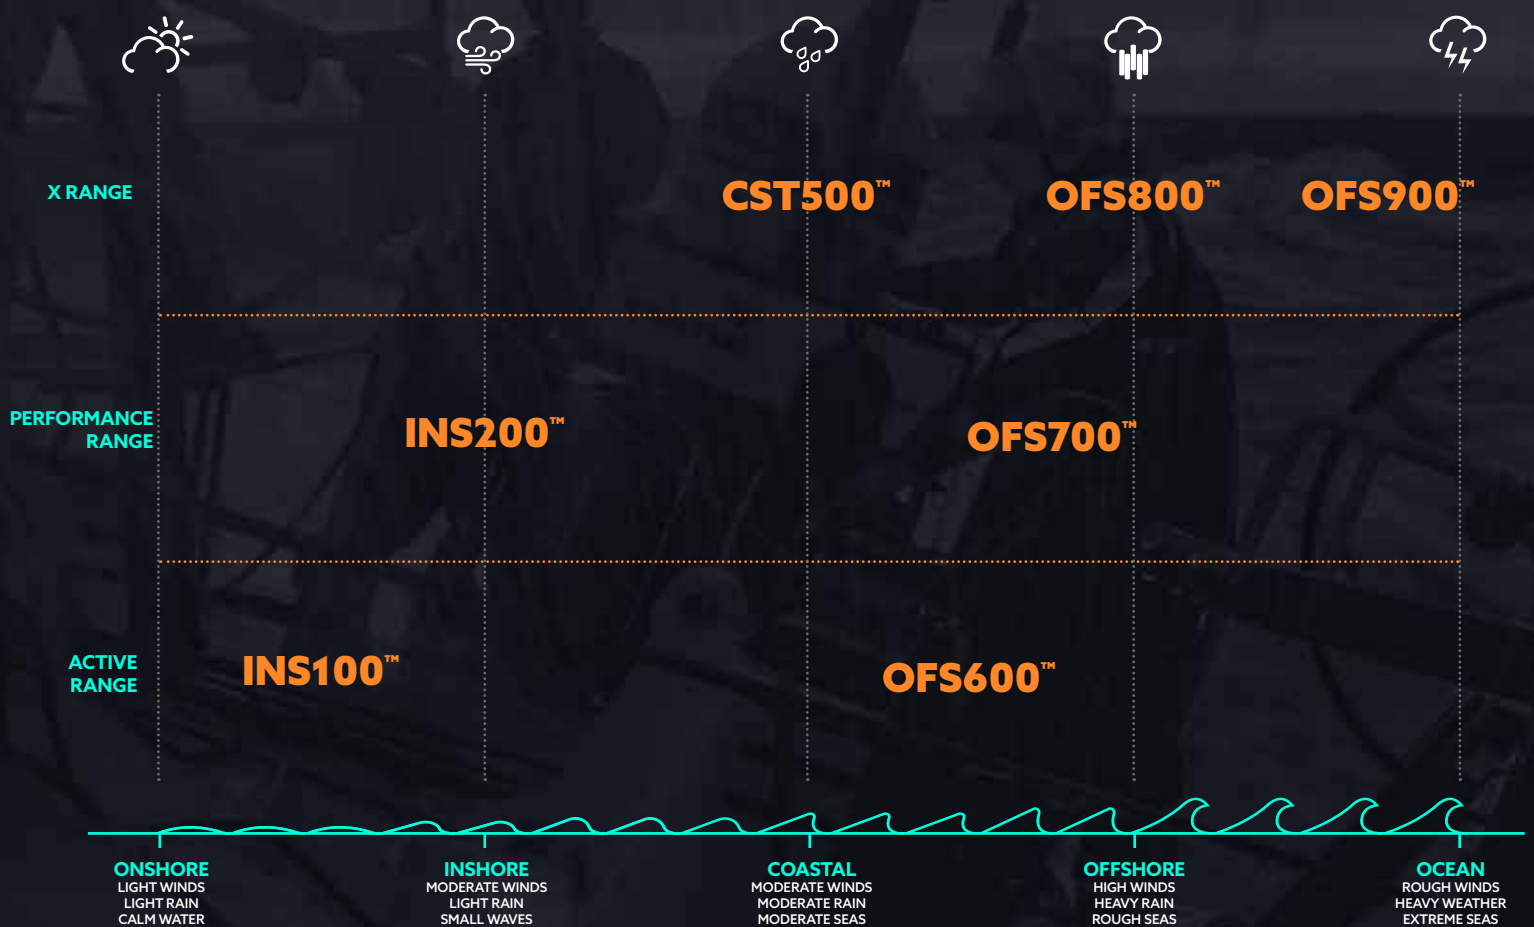 X RANGE
CST500™
OFS800™
OFS900™
PERFORMANCE
RANGE
INS200™
OFS700™
ACTIVE
RANGE
INS100™
OFS600™
ONSHORE
LIGHT WINDS
LIGHT RAIN
CALM WATER
INSHORE
MODERATE WINDS
LIGHT RAIN
SMALL WAVES
COASTAL
MODERATE WINDS
MODERATE RAIN
MODERATE SEAS
OFFSHORE
HIGH WINDS
HEAVY RAIN
ROUGH SEAS
OCEAN
ROUGH WINDS
HEAVY WEATHER
EXTREME SEAS